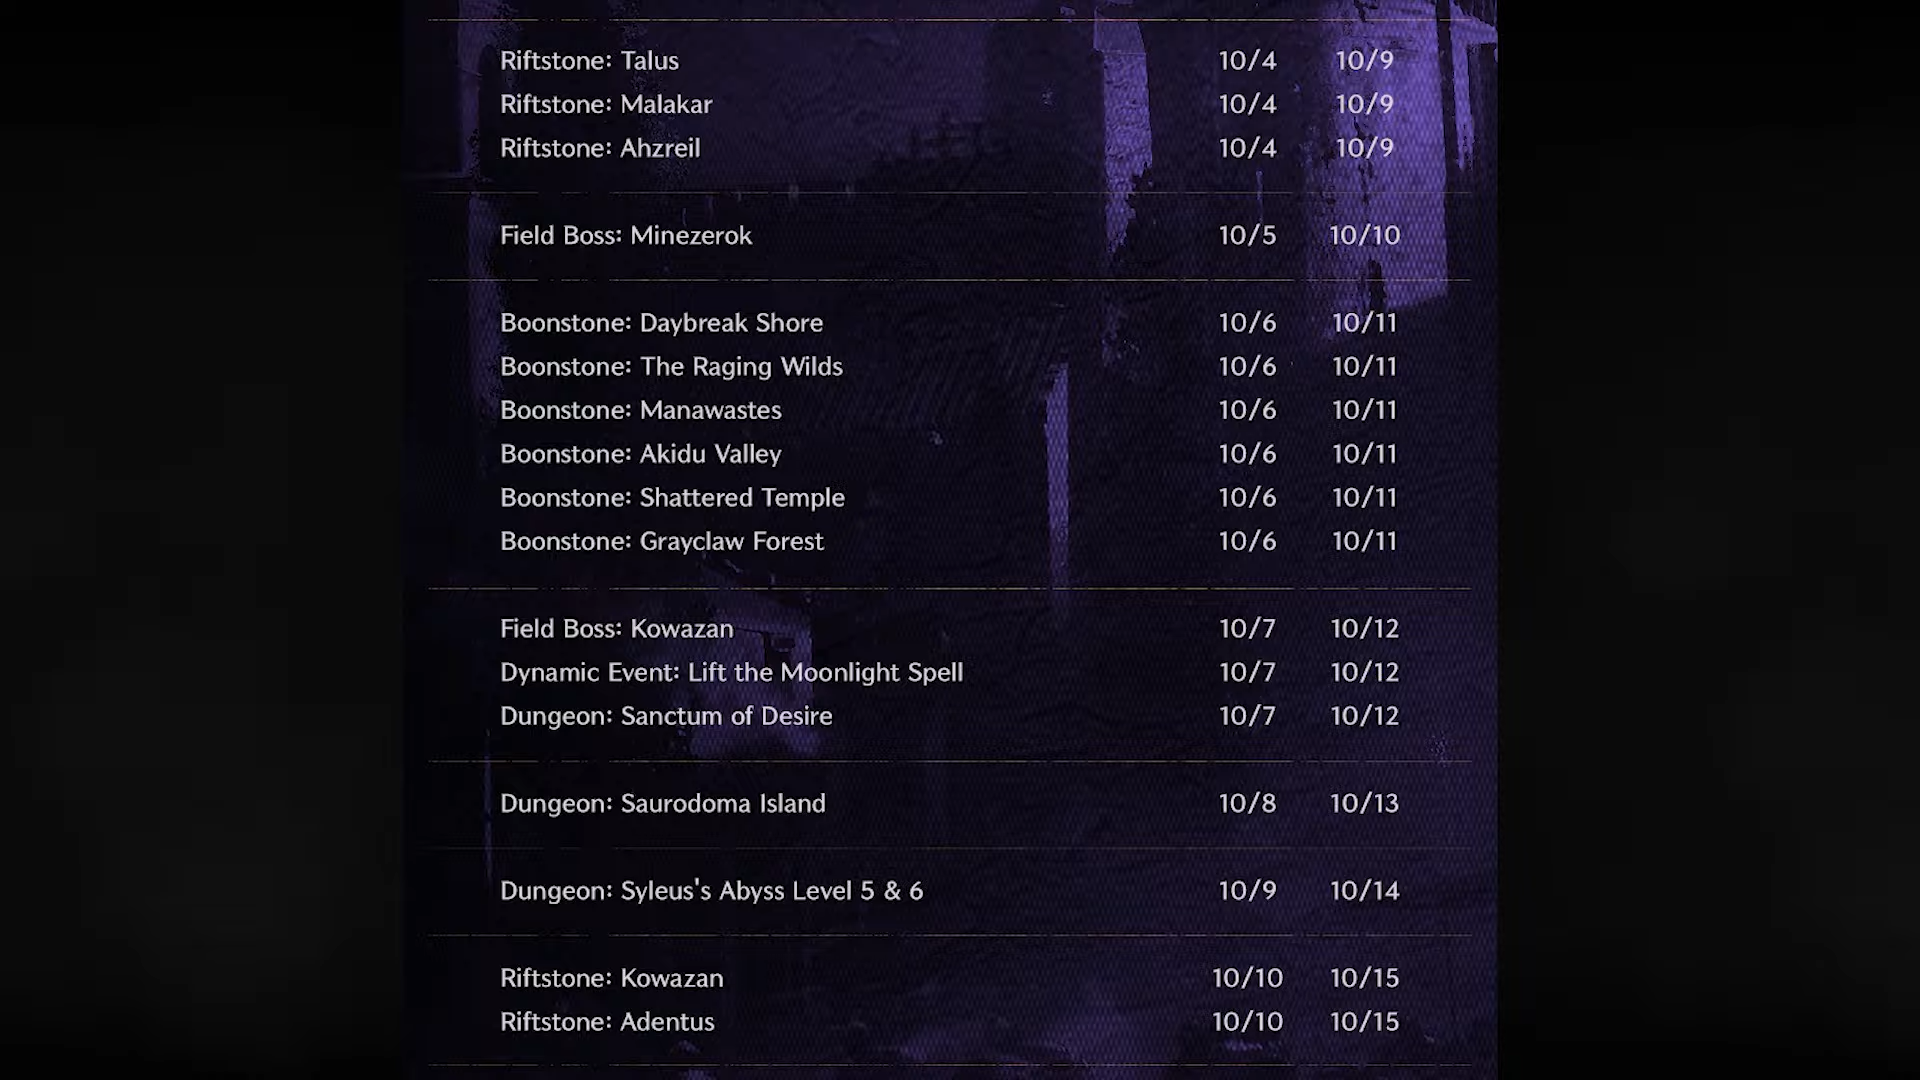 Riftstone: Talus 10/4 10/9
Riftstone: Malakar 10/4 10/9
Riftstone: Ahzreil 10/4 10/9
Field Boss: Minezerok 10/5 10/10
Boonstone: Daybreak Shore 10/6 10/11
Boonstone: The Raging Wilds 10/6 10/11
Boonstone: Manawastes 10/6 10/11
Boonstone: Akidu Valley 10/6 10/11
Boonstone: Shattered Temple 10/6 10/11
Boonstone: Grayclaw Forest 10/6 10/11
Field Boss: Kowazan 10/7 10/12
Dynamic Event: Lift the Moonlight Spell 10/7 10/12
Dungeon: Sanctum of Desire 10/7 10/12
Dungeon: Saurodoma Island 10/8 10/13
Dungeon: Syleus's Abyss Level 5 & 6 10/9 10/14
Riftstone: Kowazan 10/10 10/15
Riftstone: Adentus 10/10 10/15